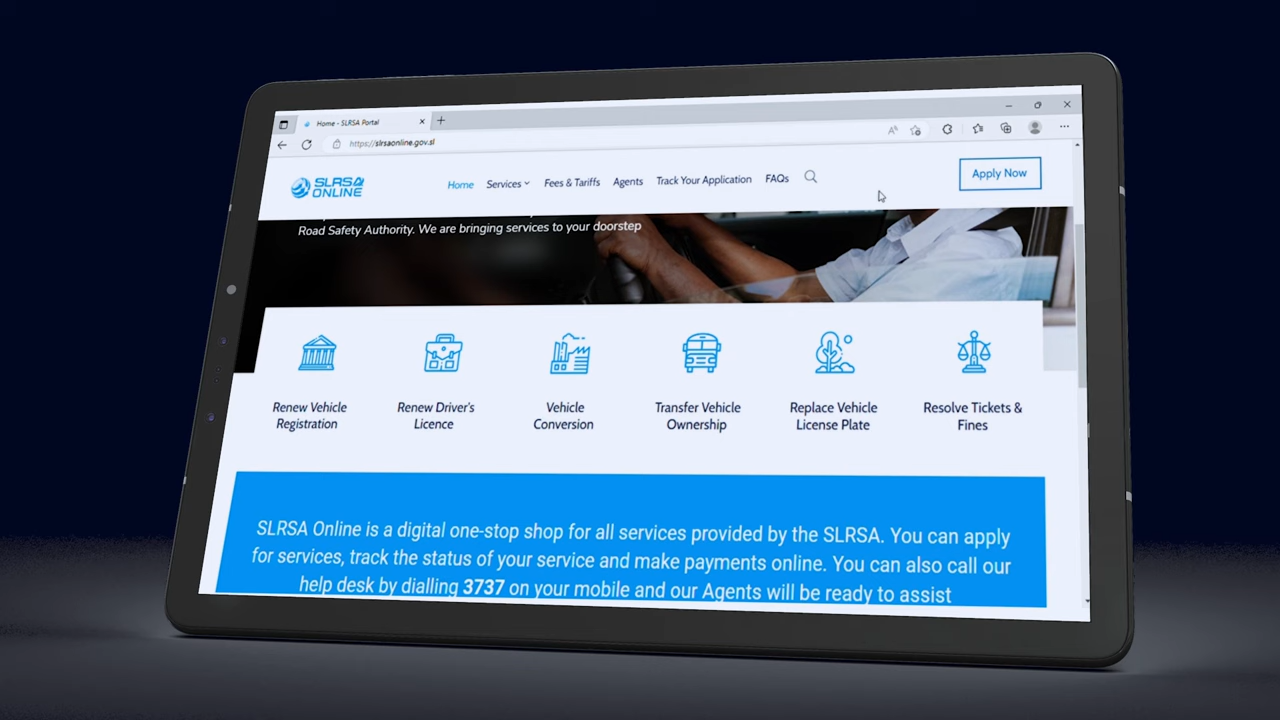 Home - SLRSA Portal
https://slrsaonline.gov.sl
SLRSA
ONLINE
Home
Services
Fees & Tariffs
Agents
Track Your Application
FAQs
Apply Now
Road Safety Authority. We are bringing services to your doorstep
Renew Vehicle
Registration
Renew Driver's
Licence
Vehicle
Conversion
Transfer Vehicle
Ownership
Replace Vehicle
License Plate
Resolve Tickets &
Fines
SLRSA Online is a digital one-stop shop for all services provided by the SLRSA. You can apply
for services, track the status of your service and make payments online. You can also call our
help desk by dialling 3737 on your mobile and our Agents will be ready to assist